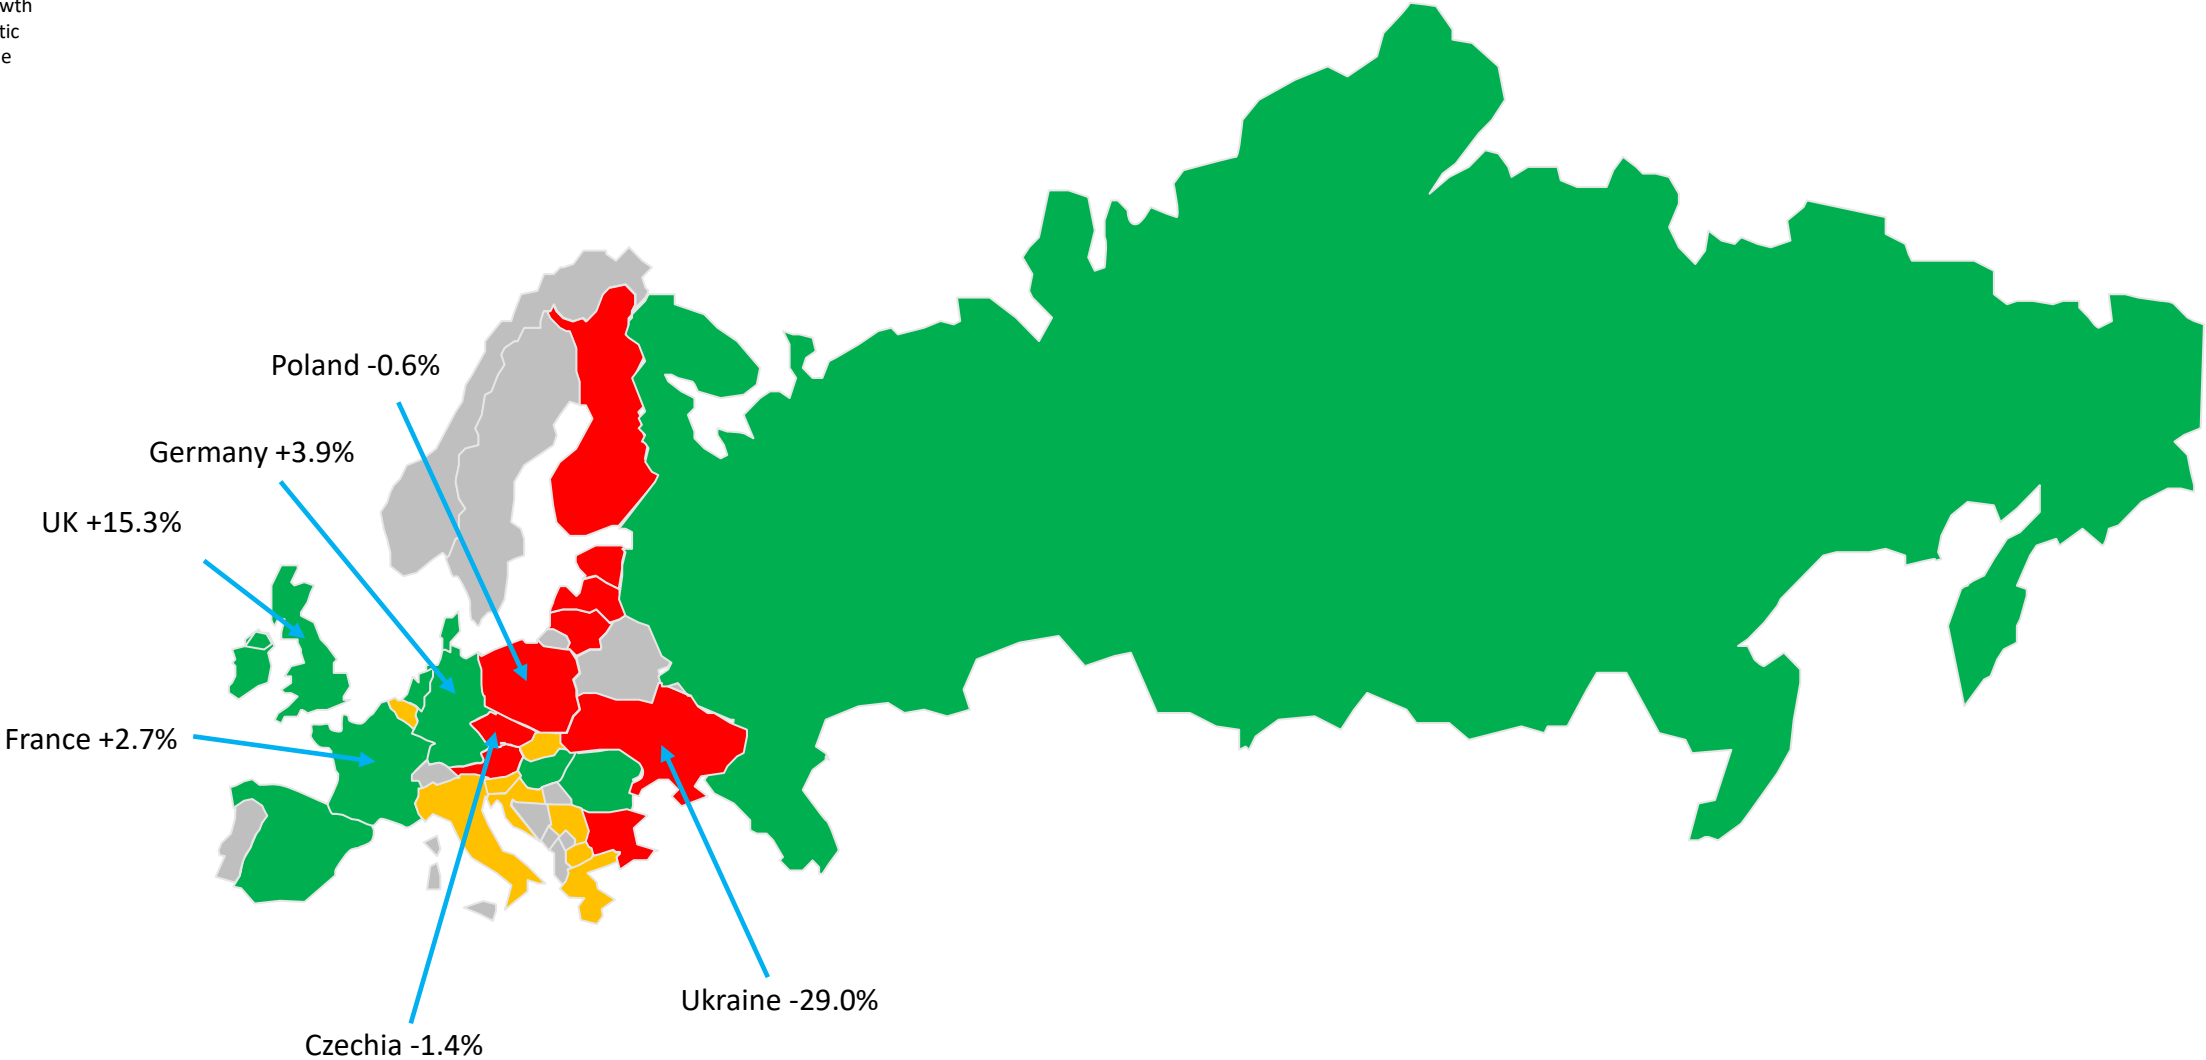 wth
tic
e
Poland -0.6%
Germany +3.9%
UK +15.3%
France +2.7%
Ukraine -29.0%
Czechia -1.4%